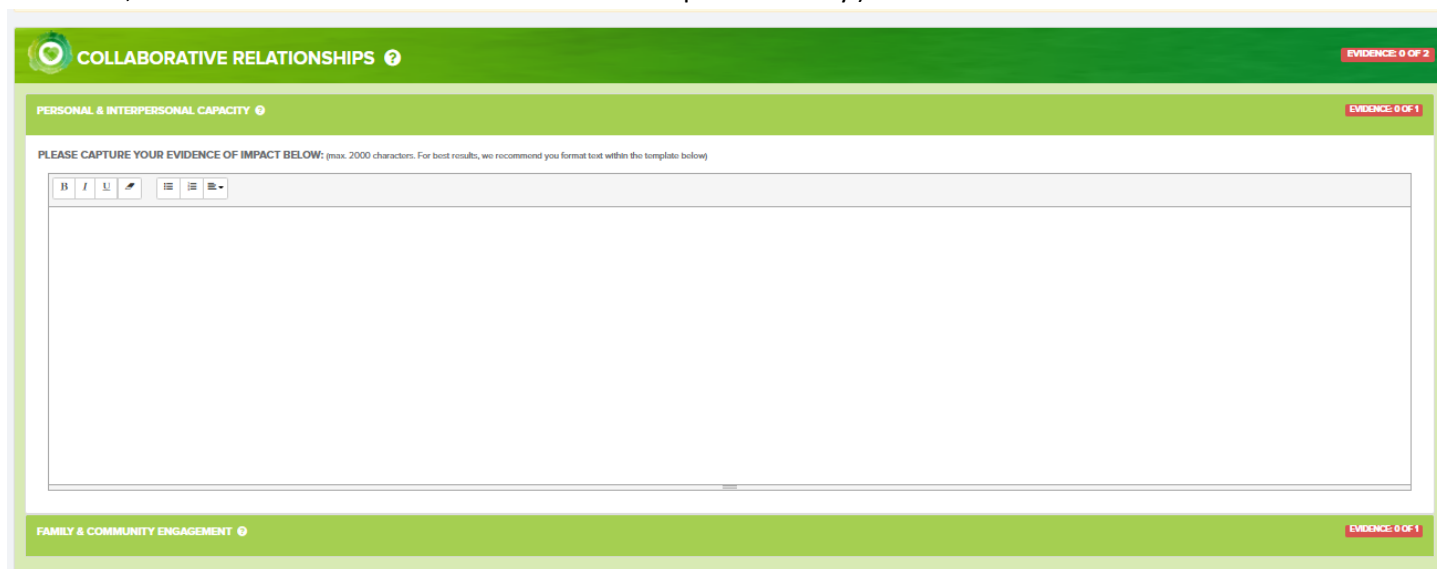 COLLABORATIVE RELATIONSHIPS ?
EVIDENCE: 0 OF 2
PERSONAL & INTERPERSONAL CAPACITY ?
EVIDENCE: 0 OF 1
PLEASE CAPTURE YOUR EVIDENCE OF IMPACT BELOW: (max. 2000 characters. For best results, we recommend you format text within the template below)
B I U
FAMILY & COMMUNITY ENGAGEMENT ?
EVIDENCE: 0 OF 1